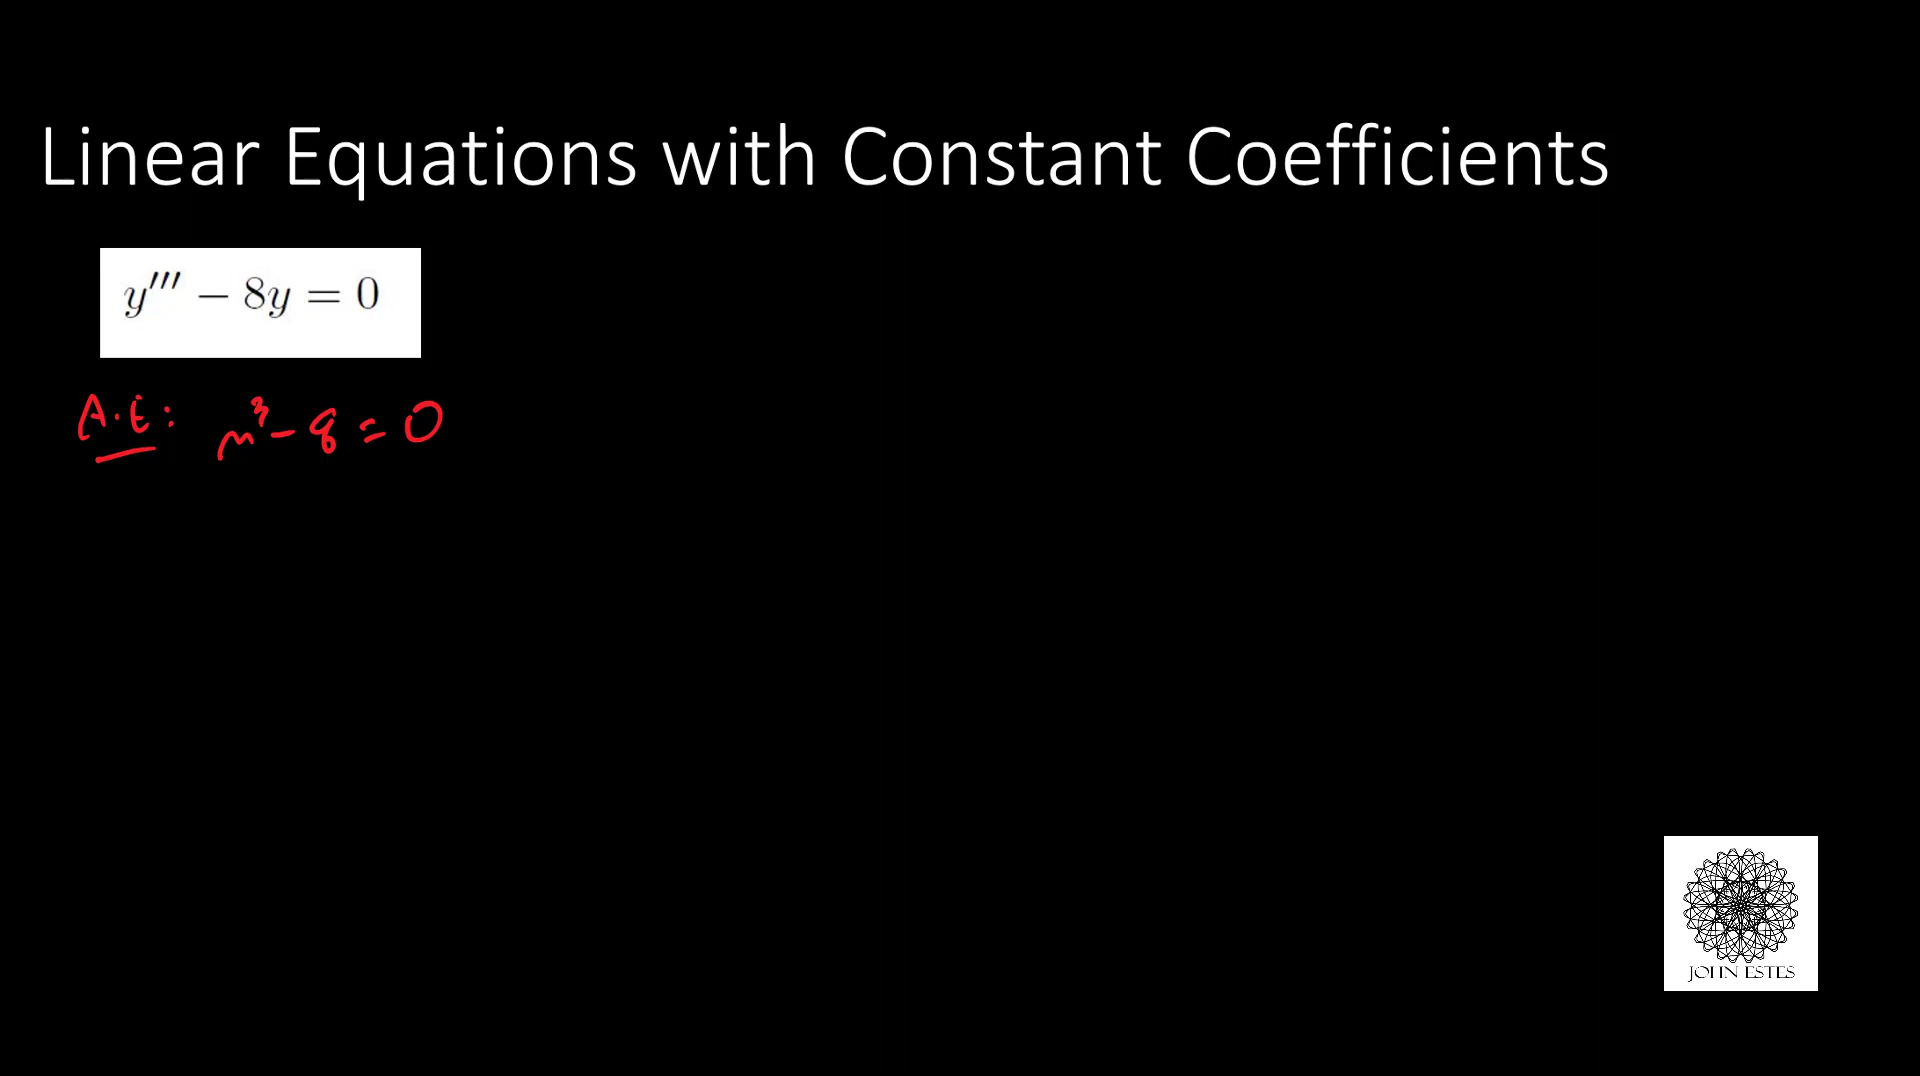 Linear Equations with Constant Coefficients
y''' − 8y = 0
A.E: m³ - 8 = 0
JOHN ESTES